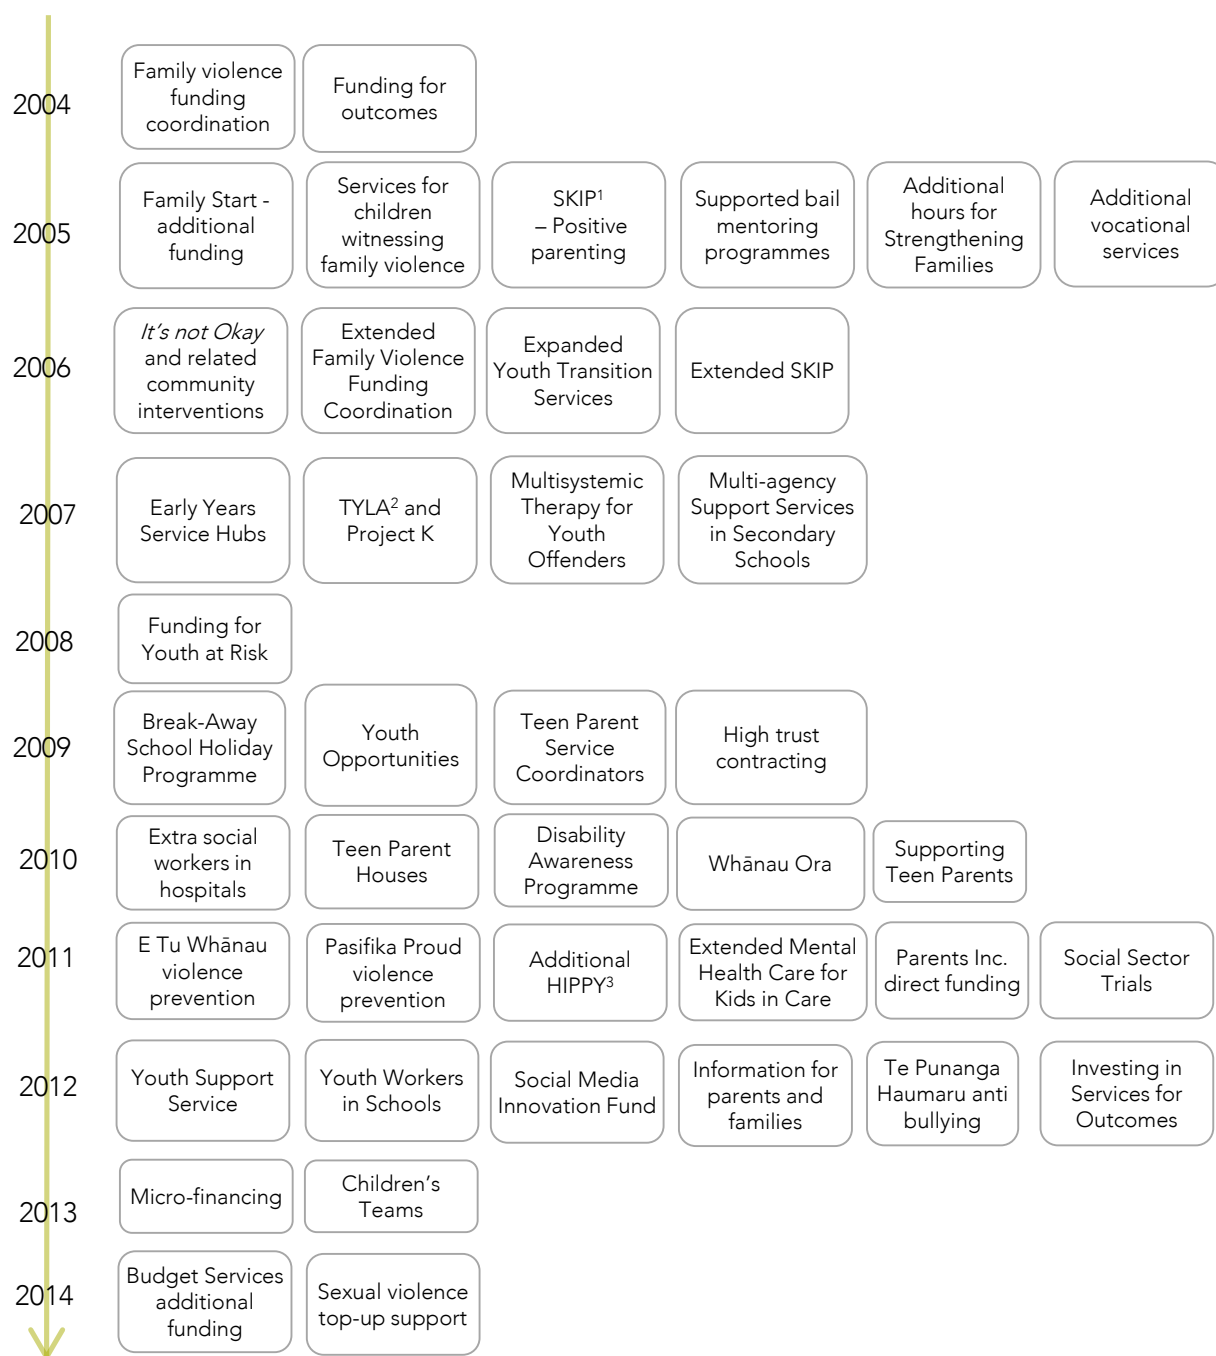 2004
Family violence
funding
coordination
Funding for
outcomes
2005
Family Start -
additional
funding
Services for
children
witnessing
family violence
SKIP¹
– Positive
parenting
Supported bail
mentoring
programmes
Additional
hours for
Strengthening
Families
Additional
vocational
services
2006
It's not Okay
and related
community
interventions
Extended
Family Violence
Funding
Coordination
Expanded
Youth Transition
Services
Extended SKIP
2007
Early Years
Service Hubs
TYLA² and
Project K
Multisystemic
Therapy for
Youth
Offenders
Multi-agency
Support Services
in Secondary
Schools
2008
Funding for
Youth at Risk
2009
Break-Away
School Holiday
Programme
Youth
Opportunities
Teen Parent
Service
Coordinators
High trust
contracting
2010
Extra social
workers in
hospitals
Teen Parent
Houses
Disability
Awareness
Programme
Whānau Ora
Supporting
Teen Parents
2011
E Tu Whānau
violence
prevention
Pasifika Proud
violence
prevention
Additional
HIPPY³
Extended Mental
Health Care for
Kids in Care
Parents Inc.
direct funding
Social Sector
Trials
2012
Youth Support
Service
Youth Workers
in Schools
Social Media
Innovation Fund
Information for
parents and
families
Te Punanga
Haumaru anti
bullying
Investing in
Services for
Outcomes
2013
Micro-financing
Children's
Teams
2014
Budget Services
additional
funding
Sexual violence
top-up support